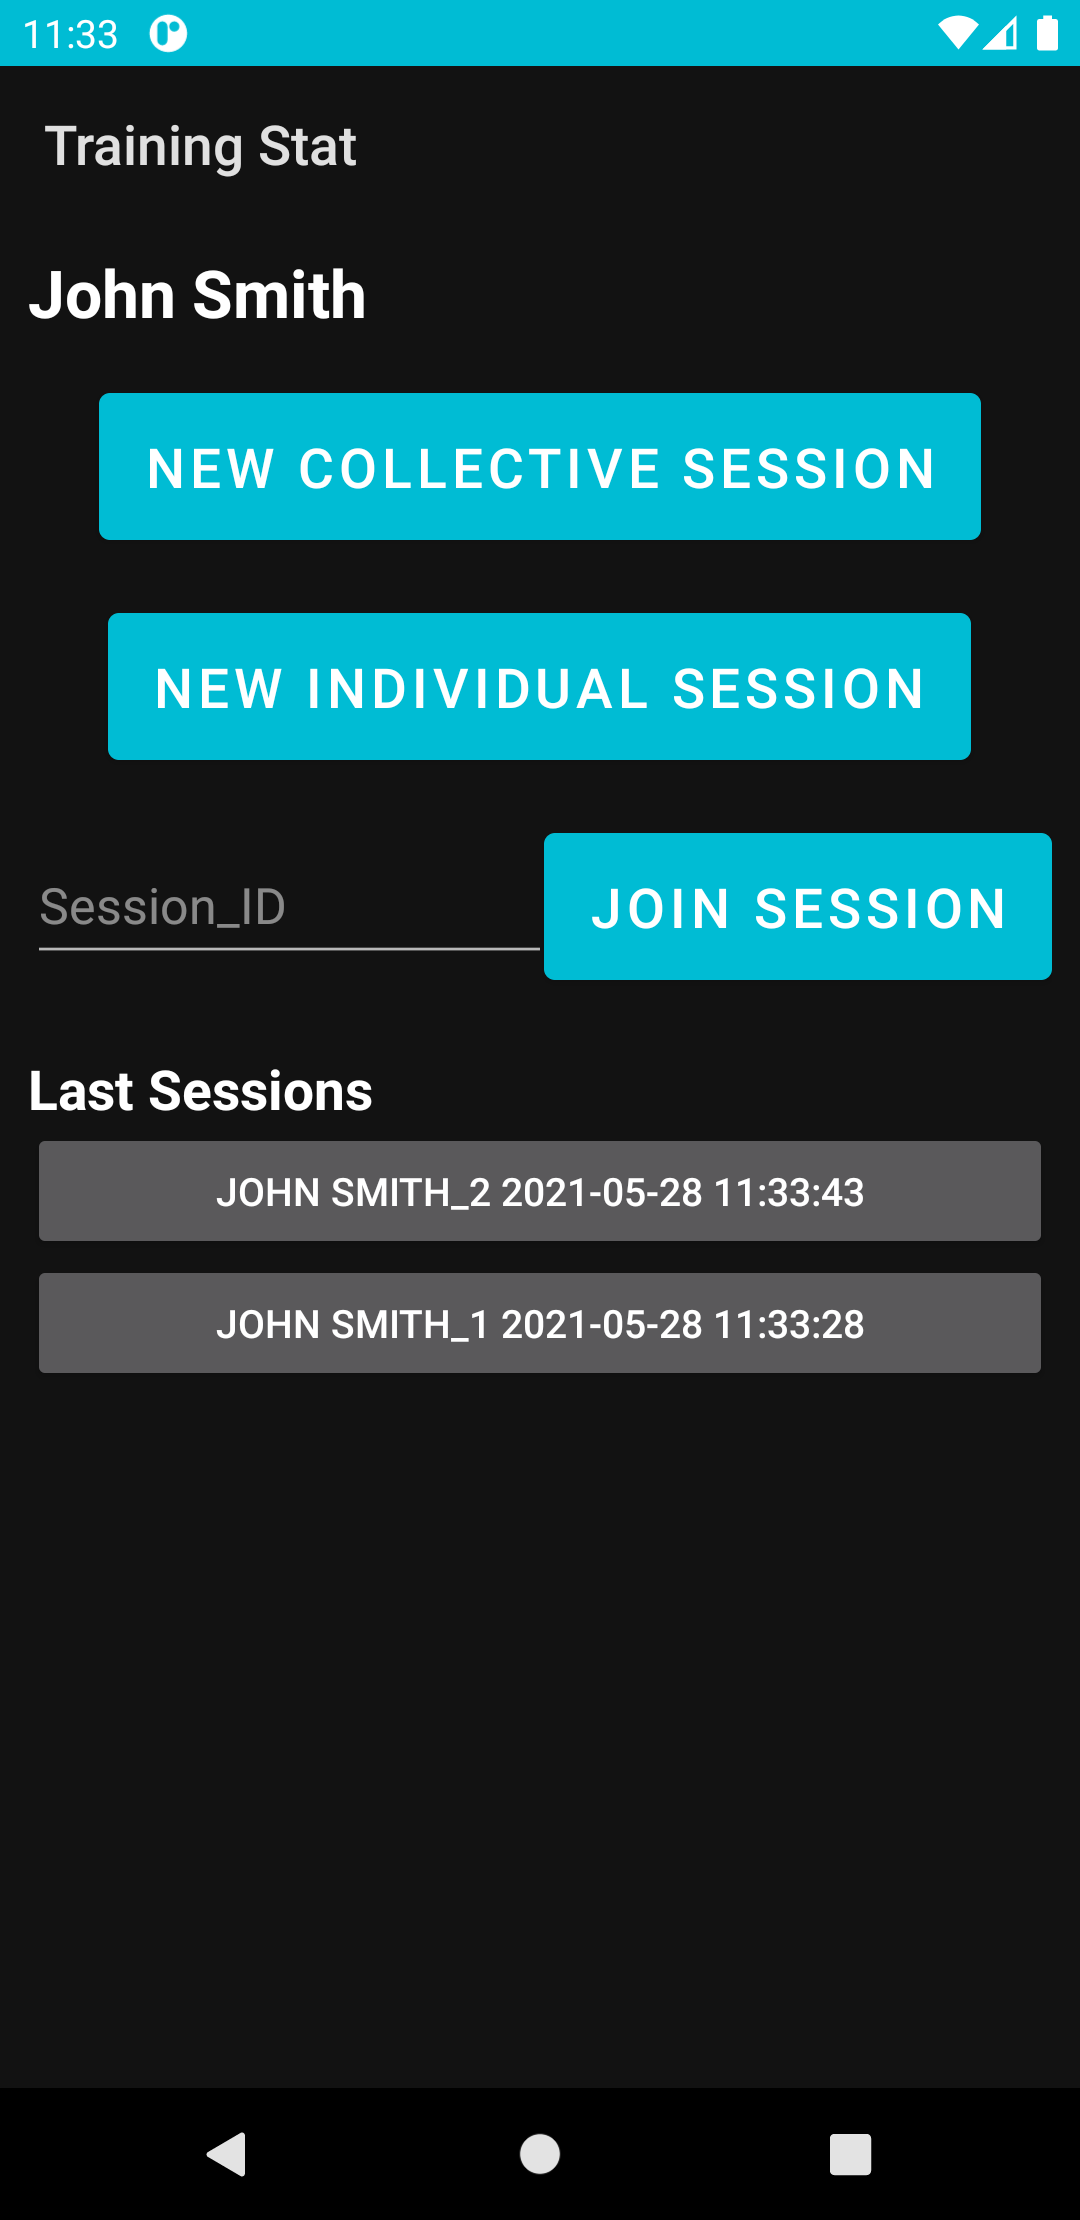 11:33
Training Stat
John Smith
NEW COLLECTIVE SESSION
NEW INDIVIDUAL SESSION
Session_ID
JOIN SESSION
Last Sessions
JOHN SMITH_2 2021-05-28 11:33:43
JOHN SMITH_1 2021-05-28 11:33:28